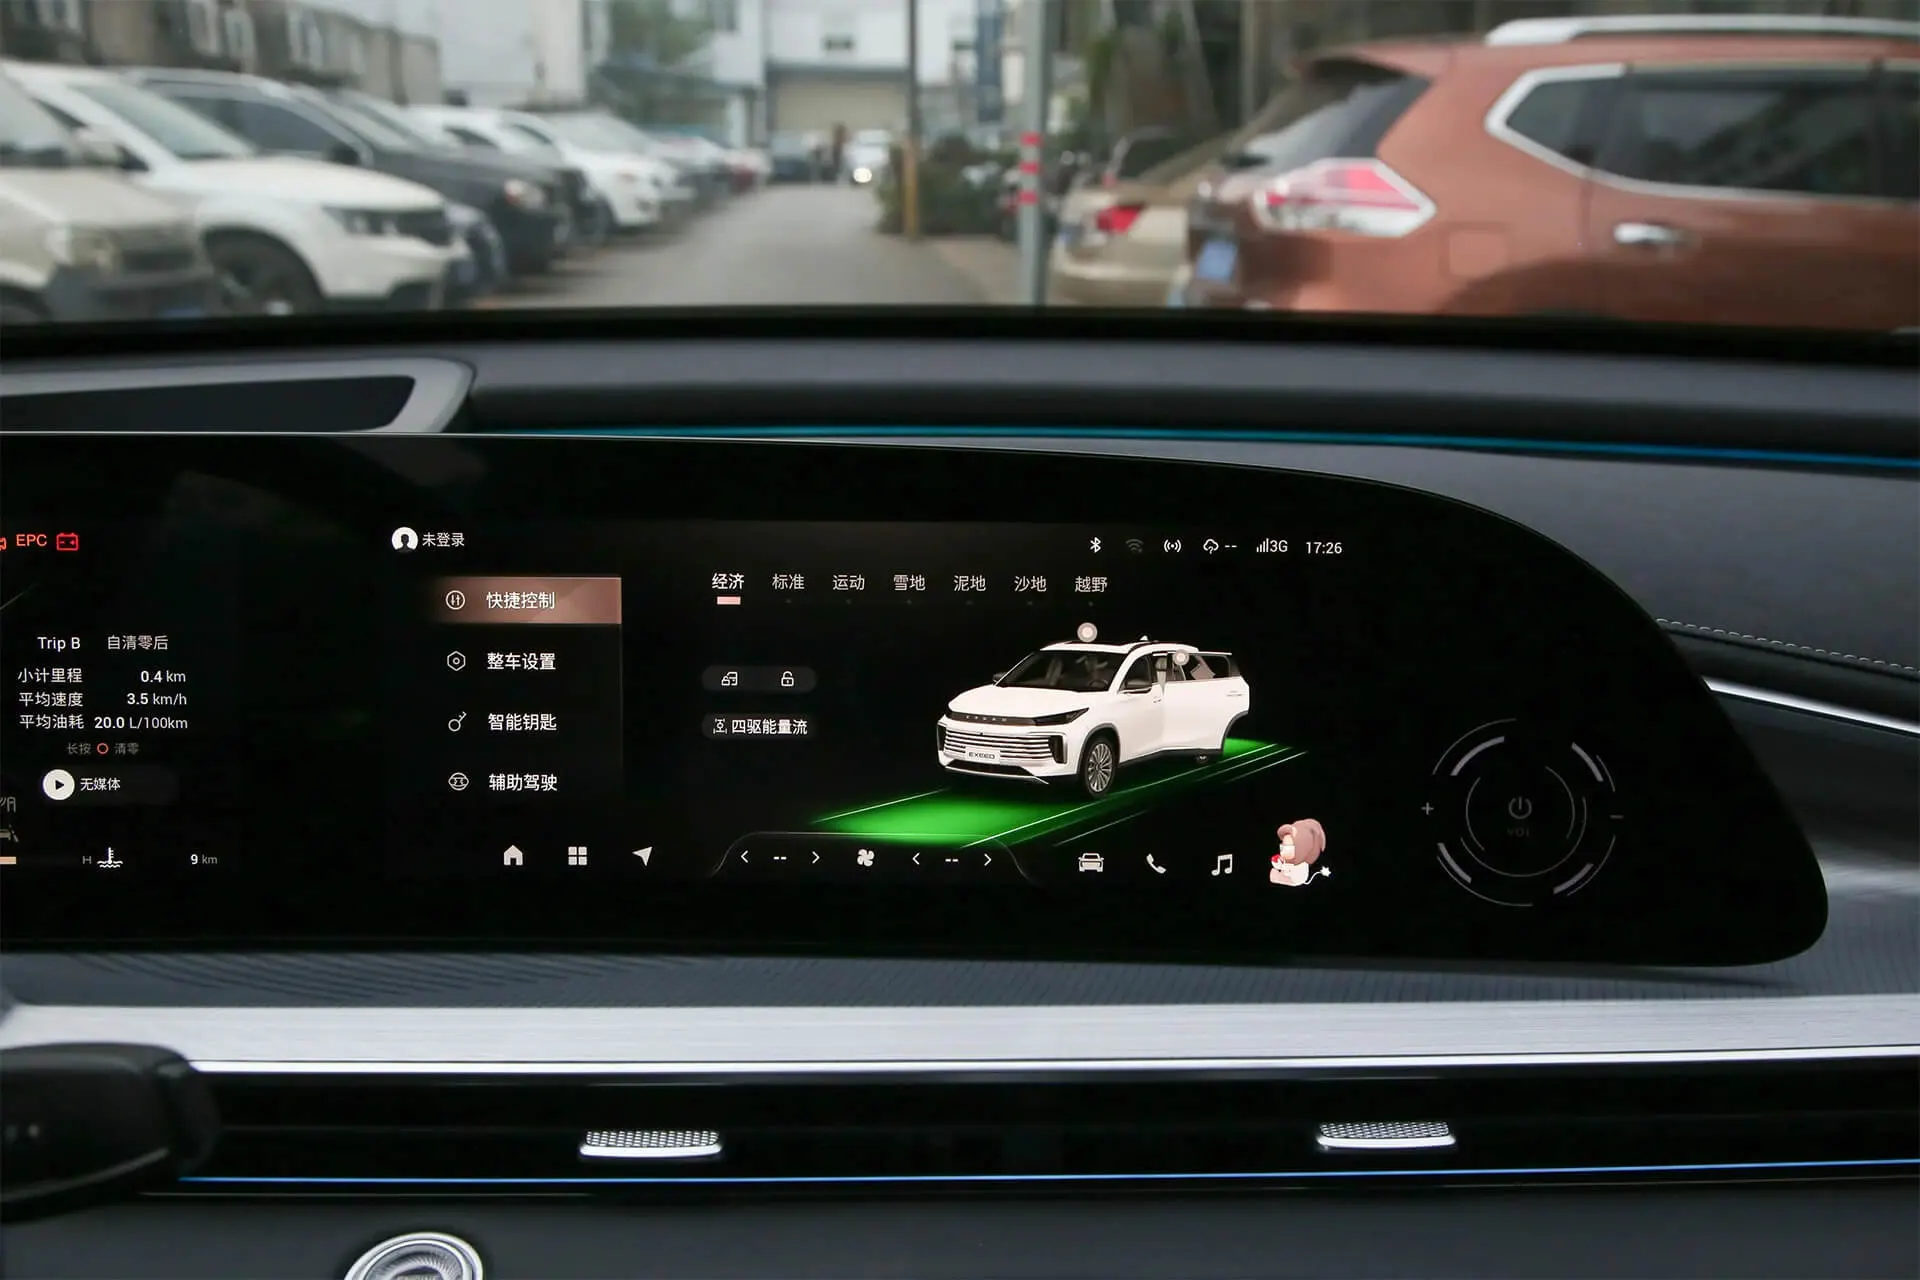 EPC
Trip B 自清零后
小计里程 0.4 km
平均速度 3.5 km/h
平均油耗 20.0 L/100km
长按 清零
无媒体
H
9 km
未登录
快捷控制
整车设置
智能钥匙
辅助驾驶
-- 3G 17:26
经济 标准 运动 雪地 泥地 沙地 越野
四驱能量流
EXEED
EXEED
-- --
+ VOL -